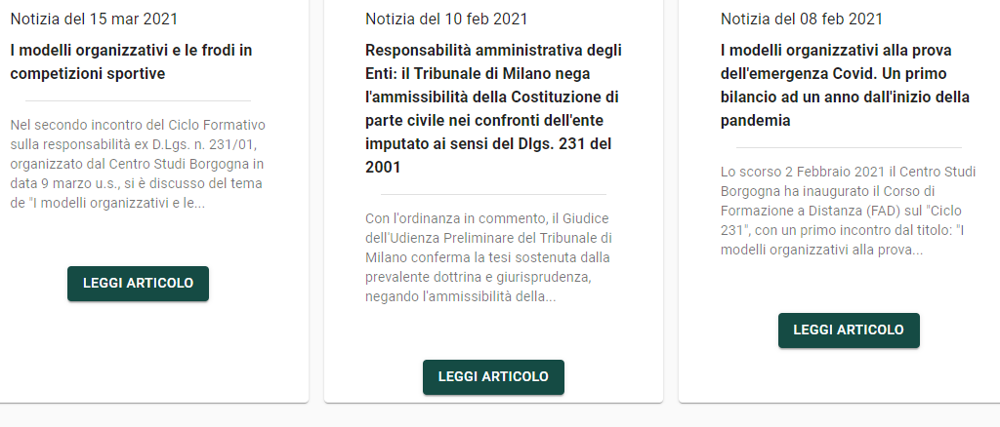 Notizia del 15 mar 2021
I modelli organizzativi e le frodi in
competizioni sportive
Nel secondo incontro del Ciclo Formativo
sulla responsabilità ex D.Lgs. n. 231/01,
organizzato dal Centro Studi Borgogna in
data 9 marzo u.s., si è discusso del tema
de "I modelli organizzativi e le...
LEGGI ARTICOLO
Notizia del 10 feb 2021
Responsabilità amministrativa degli
Enti: il Tribunale di Milano nega
l'ammissibilità della Costituzione di
parte civile nei confronti dell'ente
imputato ai sensi del Dlgs. 231 del
2001
Con l'ordinanza in commento, il Giudice
dell'Udienza Preliminare del Tribunale di
Milano conferma la tesi sostenuta dalla
prevalente dottrina e giurisprudenza,
negando l'ammissibilità della...
LEGGI ARTICOLO
Notizia del 08 feb 2021
I modelli organizzativi alla prova
dell'emergenza Covid. Un primo
bilancio ad un anno dall'inizio della
pandemia
Lo scorso 2 Febbraio 2021 il Centro Studi
Borgogna ha inaugurato il Corso di
Formazione a Distanza (FAD) sul "Ciclo
231", con un primo incontro dal titolo: "I
modelli organizzativi alla prova...
LEGGI ARTICOLO